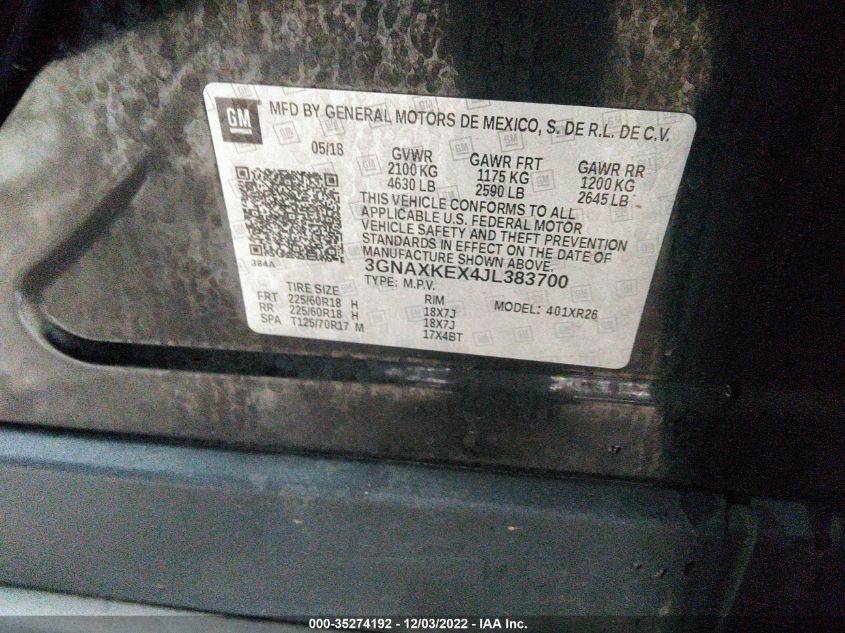 GM MFD BY GENERAL MOTORS DE MEXICO, S. DE R.L. DE C.V.
05/18 GVWR GAWR FRT GAWR RR
2100 KG 1175 KG 1200 KG
4630 LB 2590 LB 2645 LB
THIS VEHICLE CONFORMS TO ALL
APPLICABLE U.S. FEDERAL MOTOR
VEHICLE SAFETY AND THEFT PREVENTION
STANDARDS IN EFFECT ON THE DATE OF
MANUFACTURE SHOWN ABOVE.
384A 3GNAXKEX4JL383700
TYPE: M.P.V.
TIRE SIZE RIM MODEL: 401XR26
FRT 225/60R18 H 18X7J
RR 225/60R18 H 18X7J
SPA T125/70R17 M 17X4BT
000-35274192 - 12/03/2022 - IAA Inc.